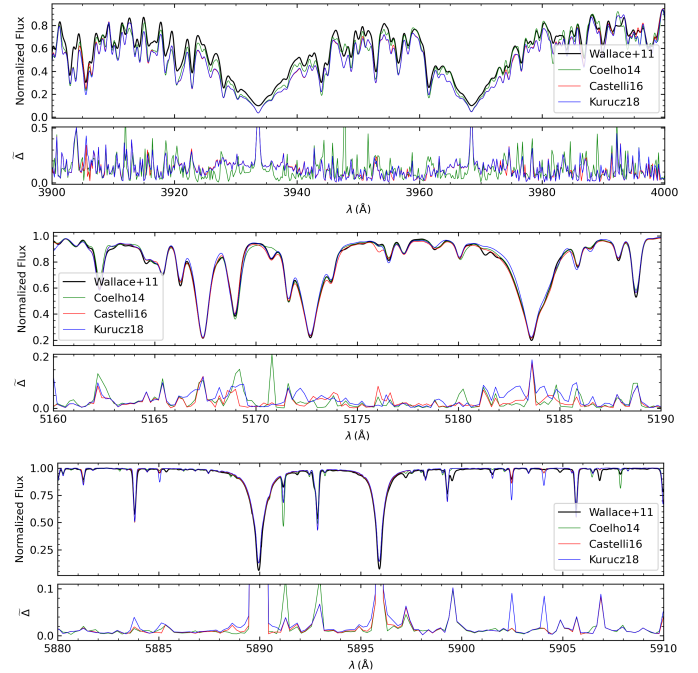 1.0
0.8
0.6
0.4
0.2
0.0
Normalized Flux
Wallace+11
Coelho14
Castelli16
Kurucz18
0.5
0.0
Δ̃
3900 3920 3940 3960 3980 4000
λ (Å)
1.0
0.8
0.6
0.4
0.2
Normalized Flux
Wallace+11
Coelho14
Castelli16
Kurucz18
0.2
0.0
Δ̃
5160 5165 5170 5175 5180 5185 5190
λ (Å)
1.00
0.75
0.50
0.25
Normalized Flux
Wallace+11
Coelho14
Castelli16
Kurucz18
0.1
0.0
Δ̃
5880 5885 5890 5895 5900 5905 5910
λ (Å)